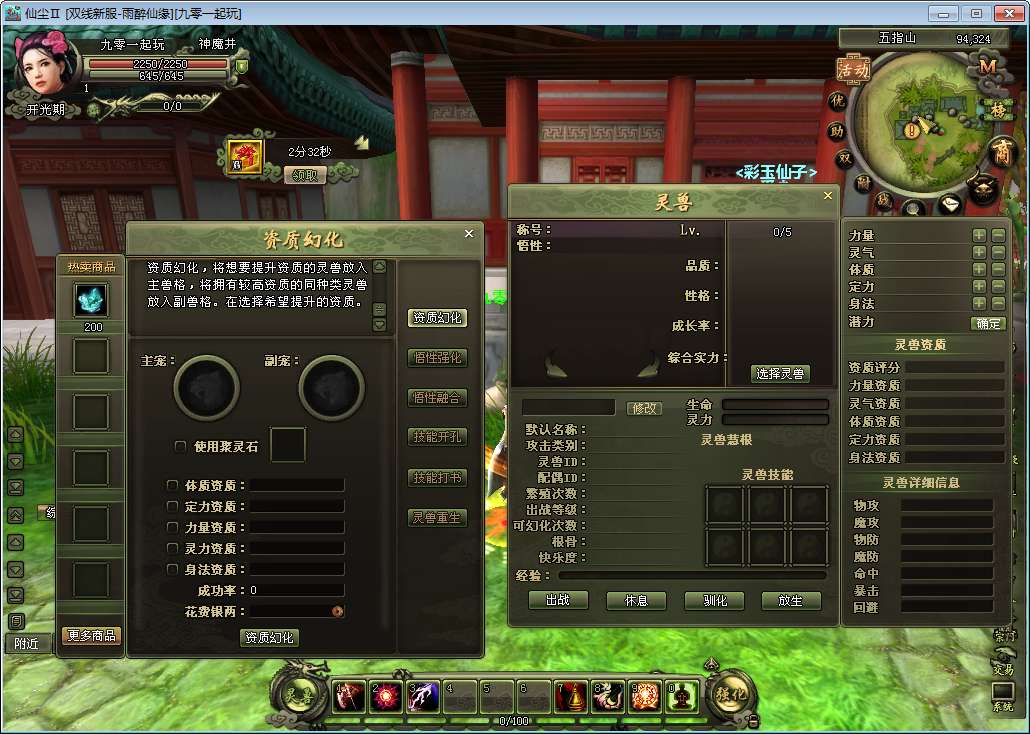 仙尘Ⅱ [双线新服-雨醉仙缘][九零一起玩]
九零一起玩 神魔井
2250/2250
645/645
1
开光期
0/0
2分32秒
领取
五指山 94,324
活动
M
优
助
双
榜
商
<彩玉仙子>
资质幻化
热卖商品
200
更多商品
资质幻化，将想要提升资质的灵兽放入
主兽格，将拥有较高资质的同种类灵兽
放入副兽格。在选择希望提升的资质。
主宠： 副宠：
使用聚灵石
体质资质：
定力资质：
力量资质：
灵力资质：
身法资质：
成功率：0
花费银两：
资质幻化
资质幻化
悟性强化
悟性融合
技能开孔
技能打书
灵兽重生
灵兽
称号： Lv.
悟性：
品质：
性格：
成长率：
综合实力：
0/5
选择灵兽
修改
生命
灵力
默认名称：
攻击类别：
灵兽ID：
配偶ID：
繁殖次数：
出战等级：
可幻化次数：
根骨：
快乐度：
经验：
灵兽慧根
灵兽技能
出战 休息 驯化 放生
力量
灵气
体质
定力
身法
潜力 确定
灵兽资质
资质评分
力量资质
灵气资质
体质资质
定力资质
身法资质
灵兽详细信息
物攻
魔攻
物防
魔防
命中
暴击
回避
附近
灵兽
2 3 4 5 6 7 8 9 0
强化
0/100
交易
系统